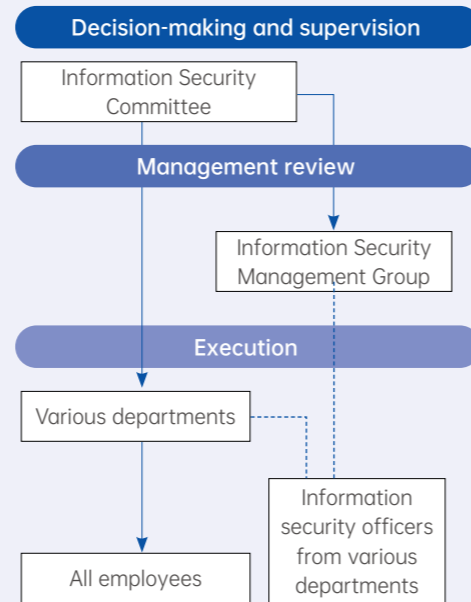 Decision-making and supervision
Information Security
Committee
Management review
Information Security
Management Group
Execution
Various departments
Information
security officers
from various
departments
All employees